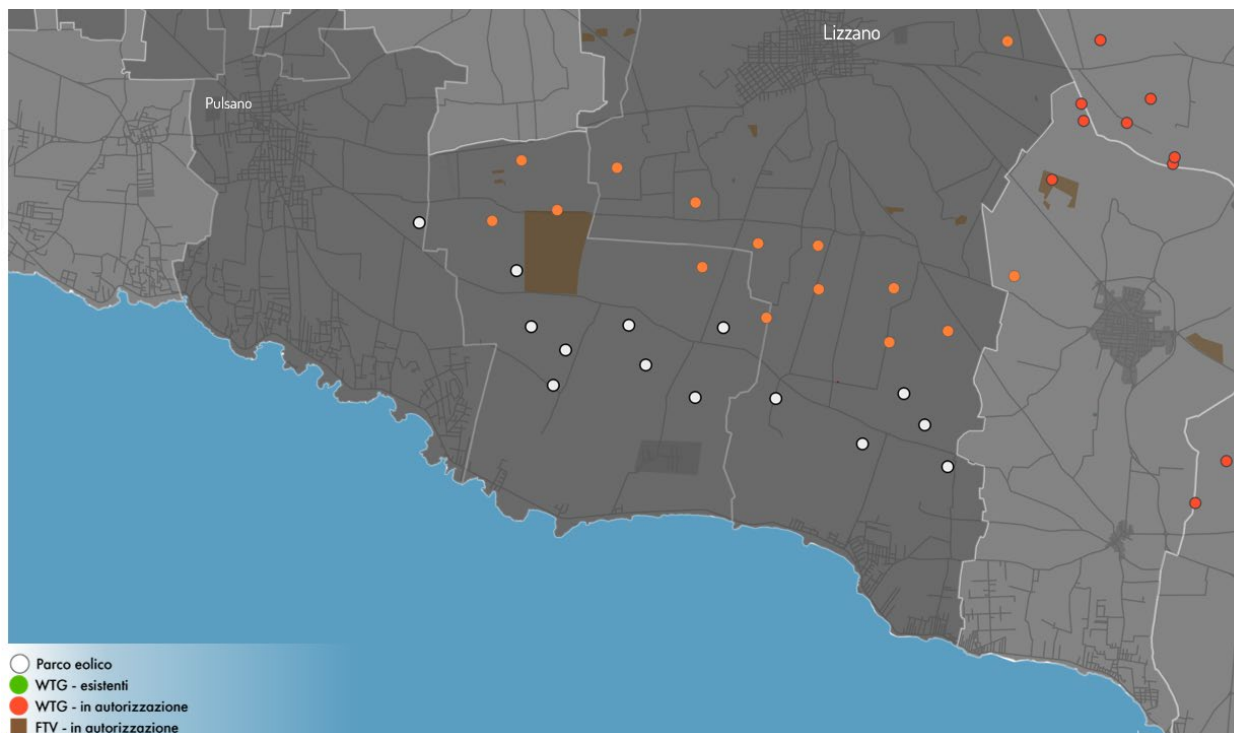 Lizzano
Pulsano
Parco eolico
WTG - esistenti
WTG - in autorizzazione
FTV - in autorizzazione